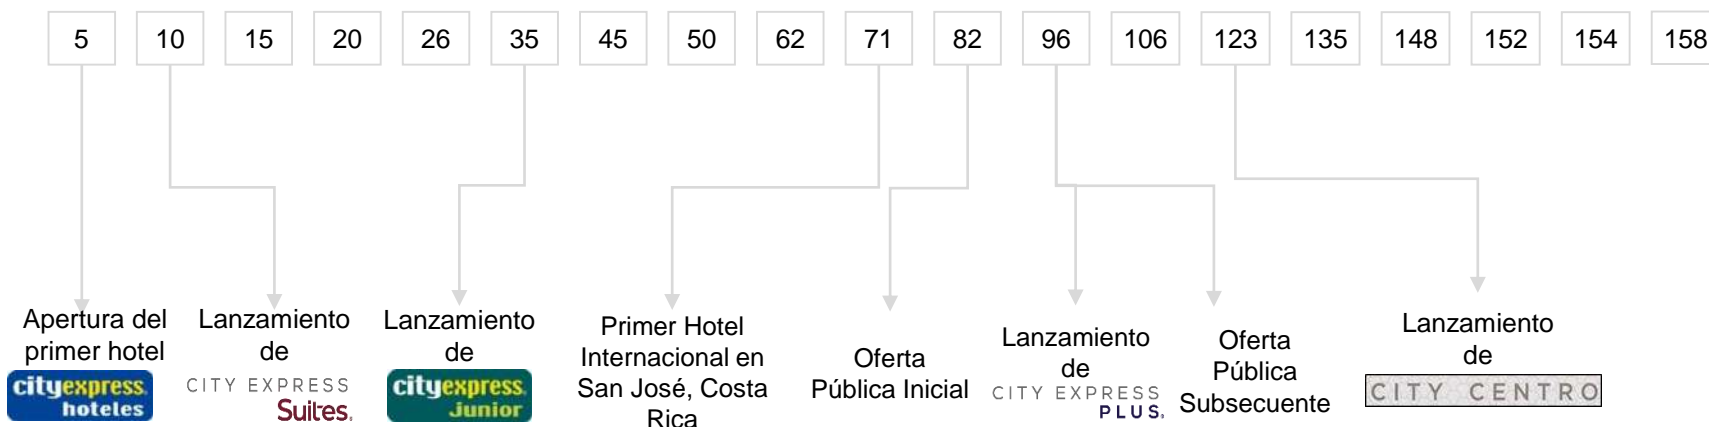 5 10 15 20 26 35 45 50 62 71 82 96 106 123 135 148 152 154 158
Apertura del
primer hotel
cityexpress.
hoteles
Lanzamiento
de
CITY EXPRESS
Suites®
Lanzamiento
de
cityexpress.
Junior
Primer Hotel
Internacional en
San José, Costa
Rica
Oferta
Pública Inicial
Lanzamiento
de
CITY EXPRESS
PLUS®
Oferta
Pública
Subsecuente
Lanzamiento
de
CITY CENTRO